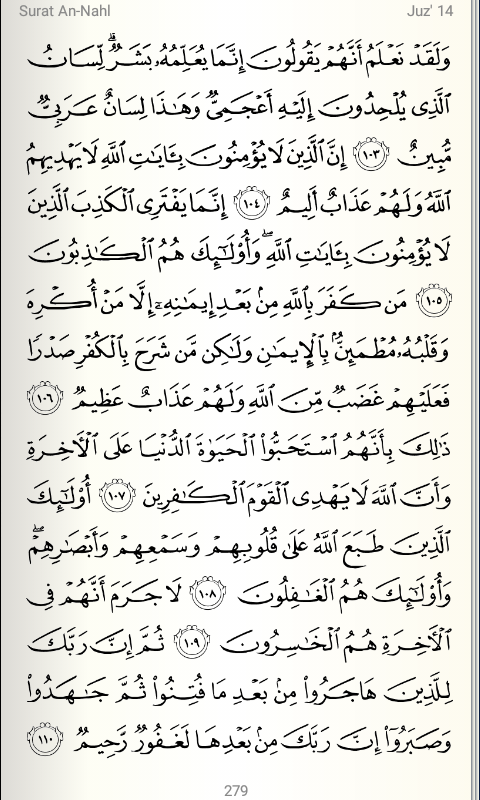 Surat An-Nahl Juz' 14
وَلَقَدْ نَعْلَمُ أَنَّهُمْ يَقُولُونَ إِنَّمَا يُعَلِّمُهُۥ بَشَرٌ ۗ لِّسَانُ
ٱلَّذِى يُلْحِدُونَ إِلَيْهِ أَعْجَمِىٌّ وَهَـٰذَا لِسَانٌ عَرَبِىٌّ
مُّبِينٌ ١٠٣ إِنَّ ٱلَّذِينَ لَا يُؤْمِنُونَ بِـَٔايَـٰتِ ٱللَّهِ لَا يَهْدِيهِمُ
ٱللَّهُ وَلَهُمْ عَذَابٌ أَلِيمٌ ١٠٤ إِنَّمَا يَفْتَرِى ٱلْكَذِبَ ٱلَّذِينَ
لَا يُؤْمِنُونَ بِـَٔايَـٰتِ ٱللَّهِ ۖ وَأُو۟لَـٰٓئِكَ هُمُ ٱلْكَـٰذِبُونَ
١٠٥ مَن كَفَرَ بِٱللَّهِ مِنۢ بَعْدِ إِيمَـٰنِهِۦٓ إِلَّا مَنْ أُكْرِهَ
وَقَلْبُهُۥ مُطْمَئِنٌّۢ بِٱلْإِيمَـٰنِ وَلَـٰكِن مَّن شَرَحَ بِٱلْكُفْرِ صَدْرًا
فَعَلَيْهِمْ غَضَبٌ مِّنَ ٱللَّهِ وَلَهُمْ عَذَابٌ عَظِيمٌ ١٠٦
ذَٰلِكَ بِأَنَّهُمُ ٱسْتَحَبُّوا۟ ٱلْحَيَوٰةَ ٱلدُّنْيَا عَلَى ٱلْـَٔاخِرَةِ
وَأَنَّ ٱللَّهَ لَا يَهْدِى ٱلْقَوْمَ ٱلْكَـٰفِرِينَ ١٠٧ أُو۟لَـٰٓئِكَ
ٱلَّذِينَ طَبَعَ ٱللَّهُ عَلَىٰ قُلُوبِهِمْ وَسَمْعِهِمْ وَأَبْصَـٰرِهِمْ ۖ
وَأُو۟لَـٰٓئِكَ هُمُ ٱلْغَـٰفِلُونَ ١٠٨ لَا جَرَمَ أَنَّهُمْ فِى
ٱلْـَٔاخِرَةِ هُمُ ٱلْخَـٰسِرُونَ ١٠٩ ثُمَّ إِنَّ رَبَّكَ
لِلَّذِينَ هَاجَرُوا۟ مِنۢ بَعْدِ مَا فُتِنُوا۟ ثُمَّ جَـٰهَدُوا۟
وَصَبَرُوٓا۟ إِنَّ رَبَّكَ مِنۢ بَعْدِهَا لَغَفُورٌ رَّحِيمٌ ١١٠
279